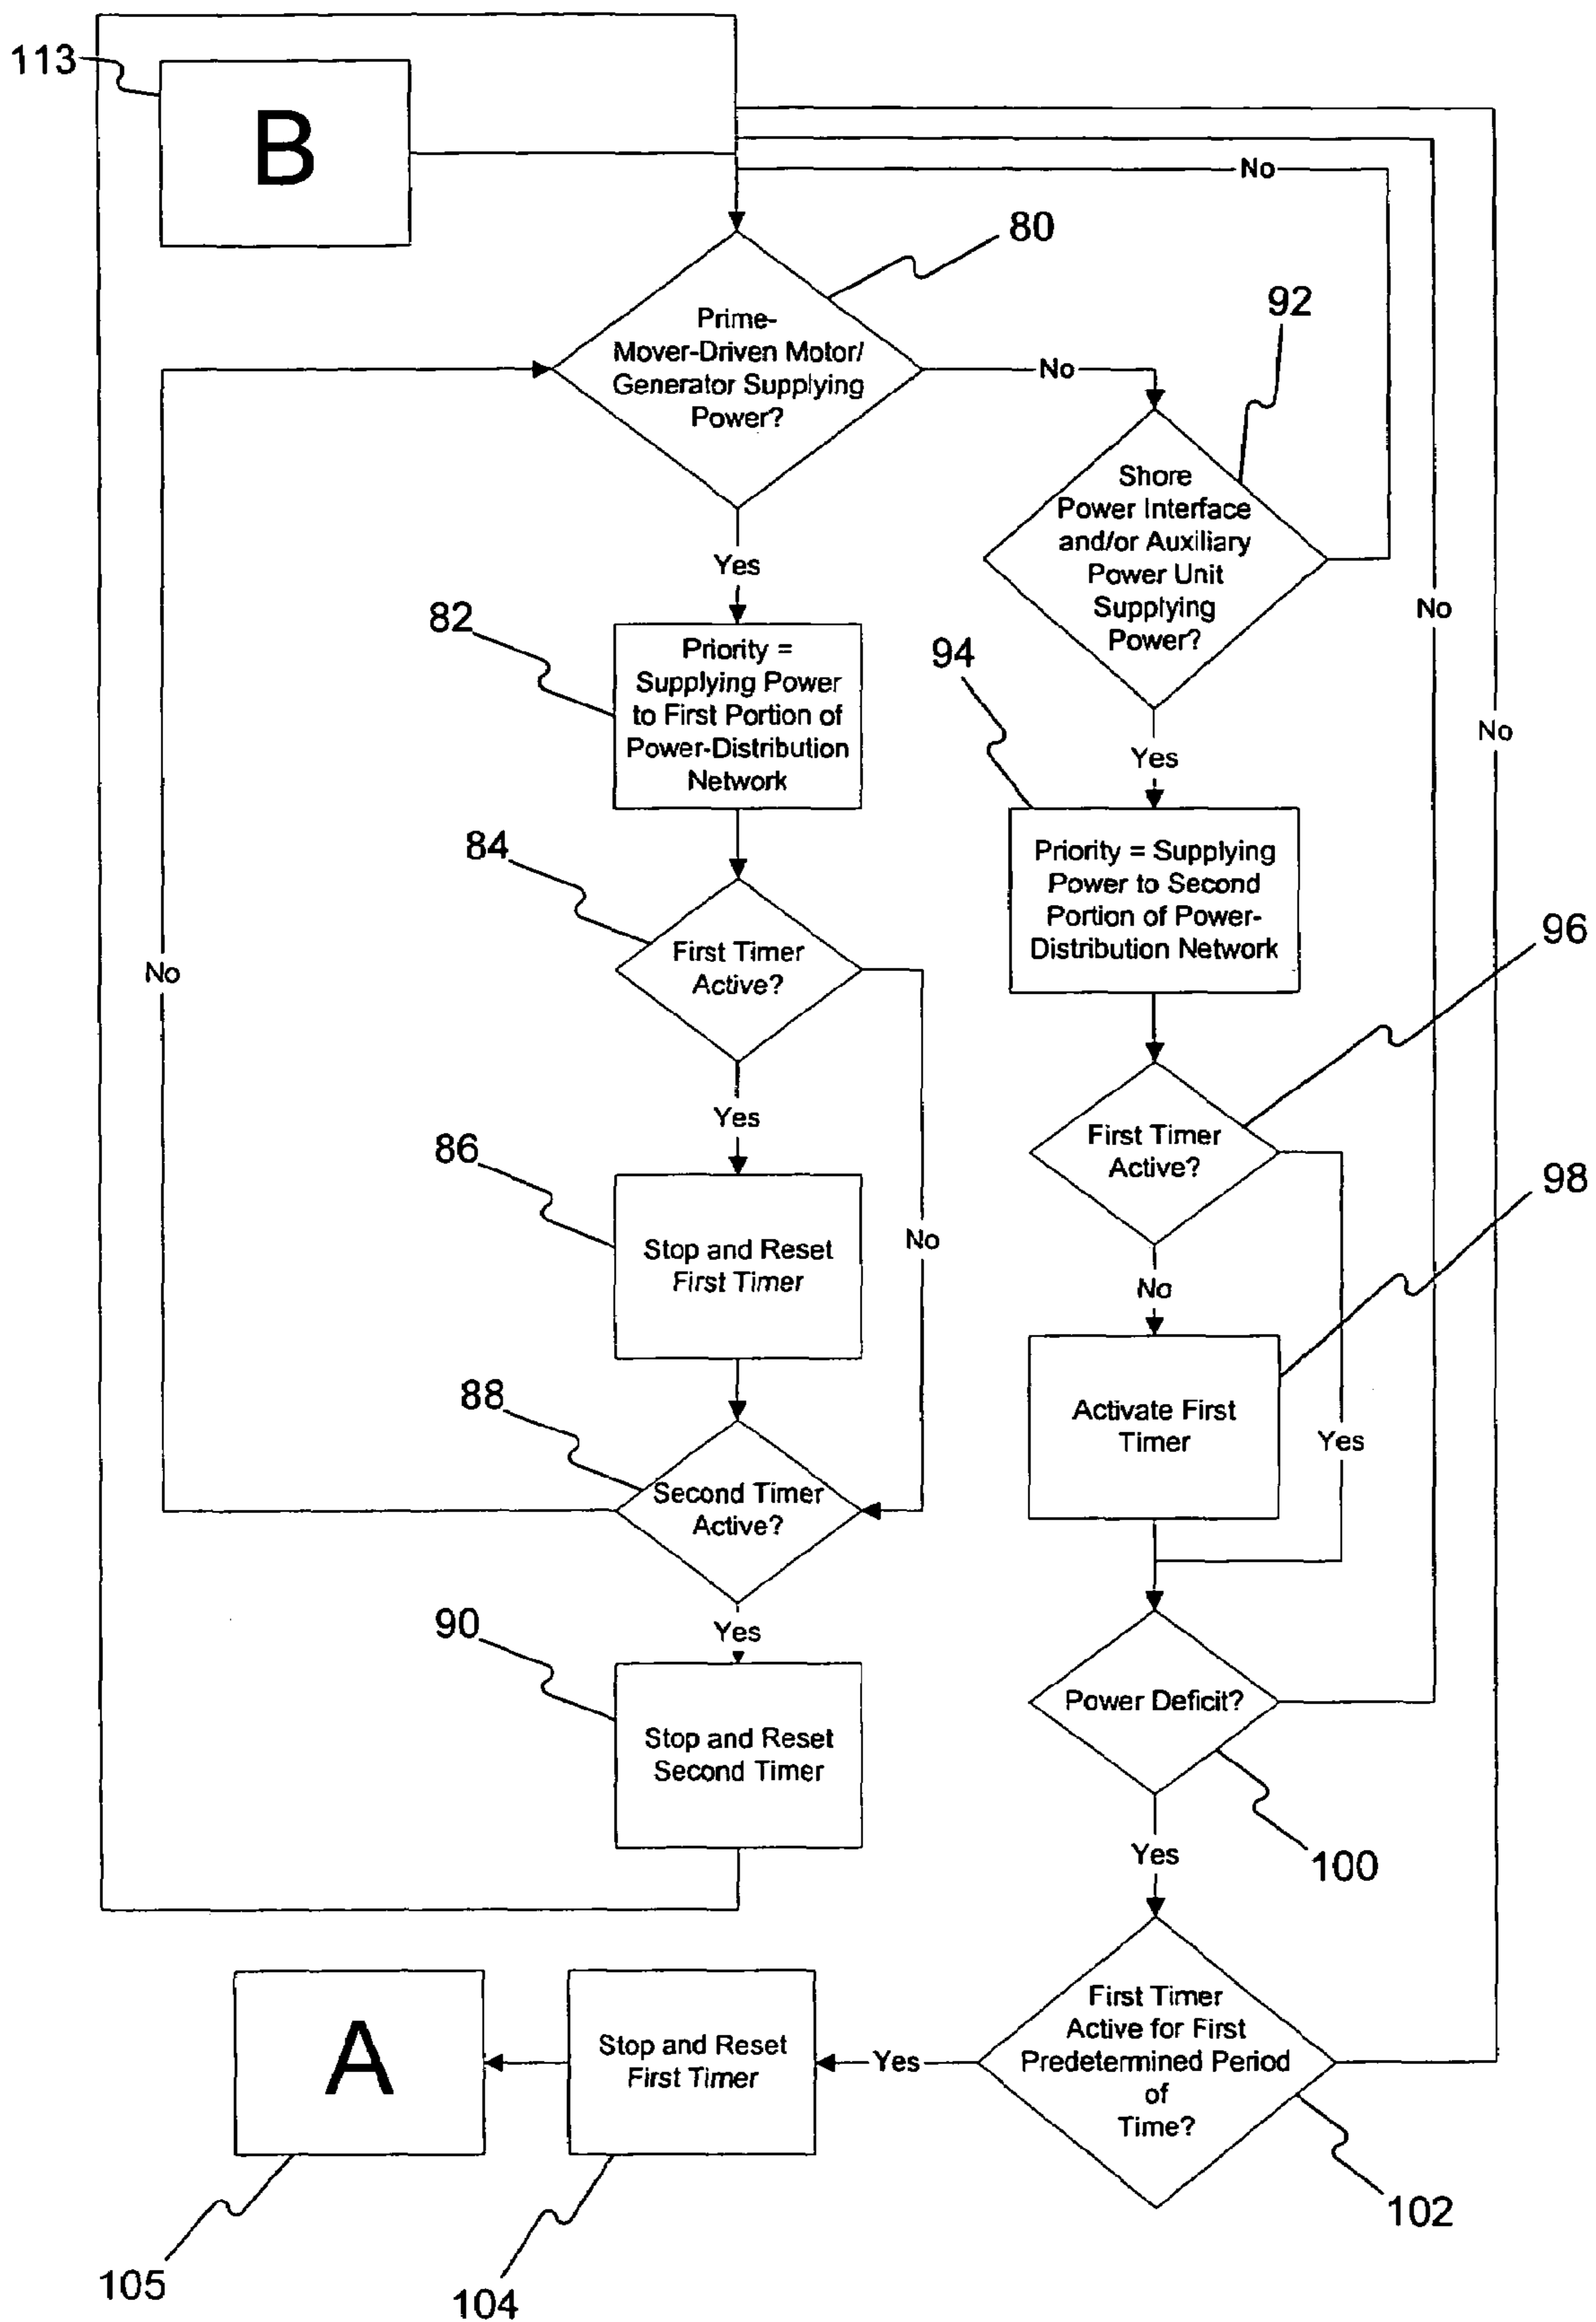 113
B
No
80
Prime-
Mover-Driven Motor/
Generator Supplying
Power?
No
92
Shore
Power Interface
and/or Auxiliary
Power Unit
Supplying
Power?
Yes
No
82
Priority =
Supplying Power
to First Portion of
Power-Distribution
Network
94
Yes
No
Priority = Supplying
Power to Second
Portion of Power-
Distribution Network
84
First Timer
Active?
No
96
First Timer
Active?
Yes
86
Stop and Reset
First Timer
No
98
No
Activate First
Timer
Yes
88
Second Timer
Active?
Yes
90
Stop and Reset
Second Timer
Power Deficit?
100
Yes
First Timer
Active for First
Predetermined Period
of
Time?
Yes
Stop and Reset
First Timer
A
102
105
104